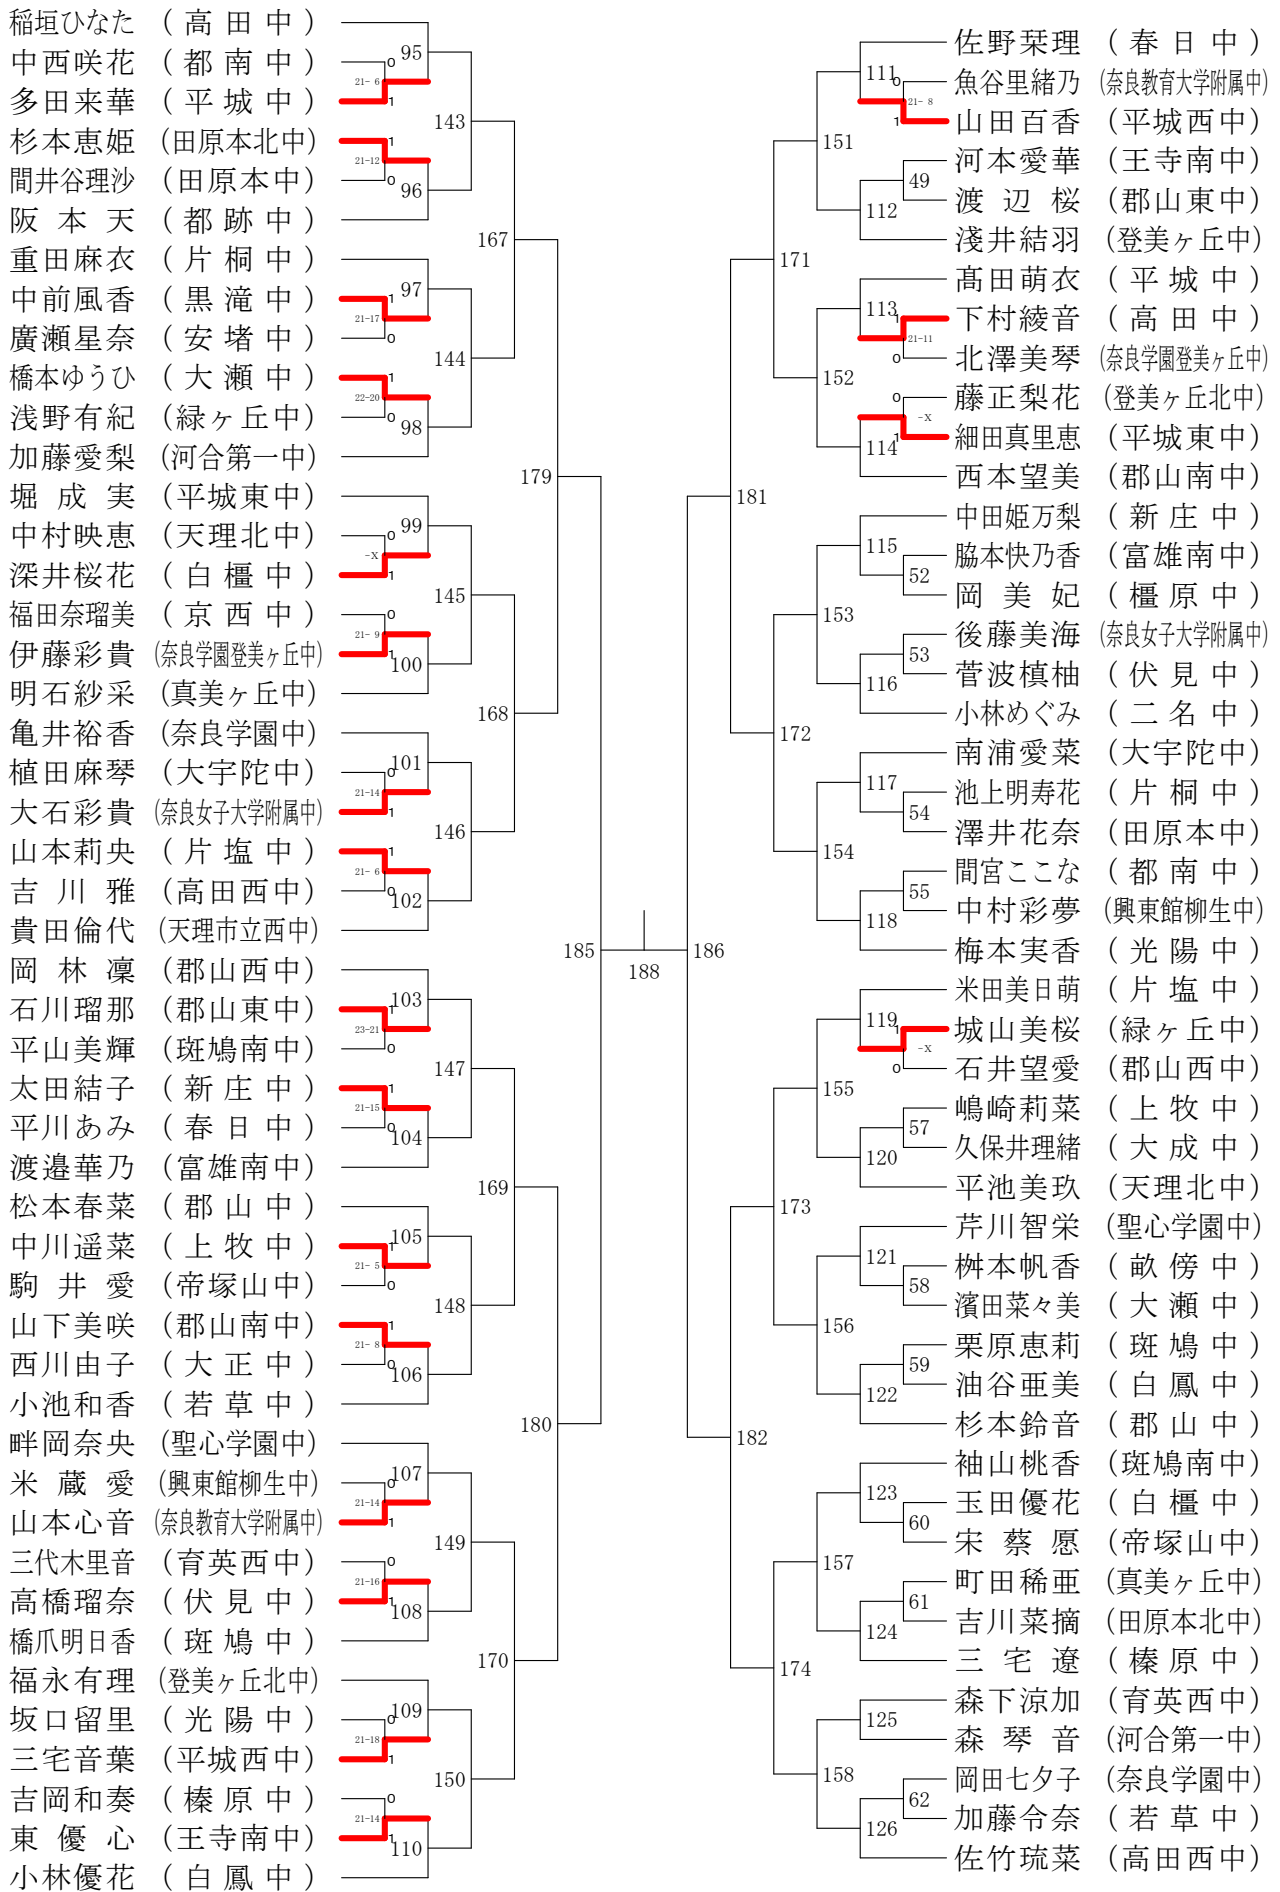 稲垣ひなた （高田中）
中西咲花 （都南中）
多田来華 （平城中）
杉本恵姫 （田原本北中）
間井谷理沙 （田原本中）
阪本天 （都跡中）
重田麻衣 （片桐中）
中前風香 （黒滝中）
廣瀬星奈 （安堵中）
橋本ゆうひ （大瀬中）
浅野有紀 （緑ヶ丘中）
加藤愛梨 （河合第一中）
堀成実 （平城東中）
中村映恵 （天理北中）
深井桜花 （白橿中）
福田奈瑠美 （京西中）
伊藤彩貴 （奈良学園登美ヶ丘中）
明石紗采 （真美ヶ丘中）
亀井裕香 （奈良学園中）
植田麻琴 （大宇陀中）
大石彩貴 （奈良女子大学附属中）
山本莉央 （片塩中）
吉川雅 （高田西中）
貴田倫代 （天理市立西中）
岡林凜 （郡山西中）
石川瑠那 （郡山東中）
平山美輝 （斑鳩南中）
太田結子 （新庄中）
平川あみ （春日中）
渡邉華乃 （富雄南中）
松本春菜 （郡山中）
中川遥菜 （上牧中）
駒井愛 （帝塚山中）
山下美咲 （郡山南中）
西川由子 （大正中）
小池和香 （若草中）
畔岡奈央 （聖心学園中）
米蔵愛 （興東館柳生中）
山本心音 （奈良教育大学附属中）
三代木里音 （育英西中）
高橋瑠奈 （伏見中）
橋爪明日香 （斑鳩中）
福永有理 （登美ヶ丘北中）
坂口留里 （光陽中）
三宅音葉 （平城西中）
吉岡和奏 （榛原中）
東優心 （王寺南中）
小林優花 （白鳳中）
95
0
21- 6
1
143
1
21-12
0
96
167
97
1
21-17
0
144
1
22-20
0
98
179
99
0
-X
1
145
0
21- 9
1
100
168
101
0
21-14
1
146
1
21- 6
0
102
185
188
186
103
1
23-21
0
147
1
21-15
0
104
169
105
1
21- 5
0
148
1
21- 8
0
106
180
107
0
21-14
1
149
0
21-16
1
108
170
109
0
21-18
1
150
0
21-14
1
110
佐野栞理 （春日中）
魚谷里緒乃 （奈良教育大学附属中）
山田百香 （平城西中）
河本愛華 （王寺南中）
渡辺桜 （郡山東中）
淺井結羽 （登美ヶ丘中）
髙田萌衣 （平城中）
下村綾音 （高田中）
北澤美琴 （奈良学園登美ヶ丘中）
藤正梨花 （登美ヶ丘北中）
細田真里恵 （平城東中）
西本望美 （郡山南中）
中田姫万梨 （新庄中）
脇本快乃香 （富雄南中）
岡美妃 （橿原中）
後藤美海 （奈良女子大学附属中）
菅波槙柚 （伏見中）
小林めぐみ （二名中）
南浦愛菜 （大宇陀中）
池上明寿花 （片桐中）
澤井花奈 （田原本中）
間宮ここな （都南中）
中村彩夢 （興東館柳生中）
梅本実香 （光陽中）
米田美日萌 （片塩中）
城山美桜 （緑ヶ丘中）
石井望愛 （郡山西中）
嶋崎莉菜 （上牧中）
久保井理緒 （大成中）
平池美玖 （天理北中）
芹川智栄 （聖心学園中）
桝本帆香 （畝傍中）
濱田菜々美 （大瀬中）
栗原恵莉 （斑鳩中）
油谷亜美 （白鳳中）
杉本鈴音 （郡山中）
袖山桃香 （斑鳩南中）
玉田優花 （白橿中）
宋蔡愿 （帝塚山中）
町田稀亜 （真美ヶ丘中）
吉川菜摘 （田原本北中）
三宅遼 （榛原中）
森下涼加 （育英西中）
森琴音 （河合第一中）
岡田七夕子 （奈良学園中）
加藤令奈 （若草中）
佐竹琉菜 （高田西中）
111
0
21- 8
1
151
49
112
171
113
1
21-11
0
152
0
-X
1
114
181
115
52
153
53
116
172
117
54
154
55
118
119
1
-X
0
155
57
120
173
121
58
156
59
122
182
123
60
157
61
124
174
125
158
62
126